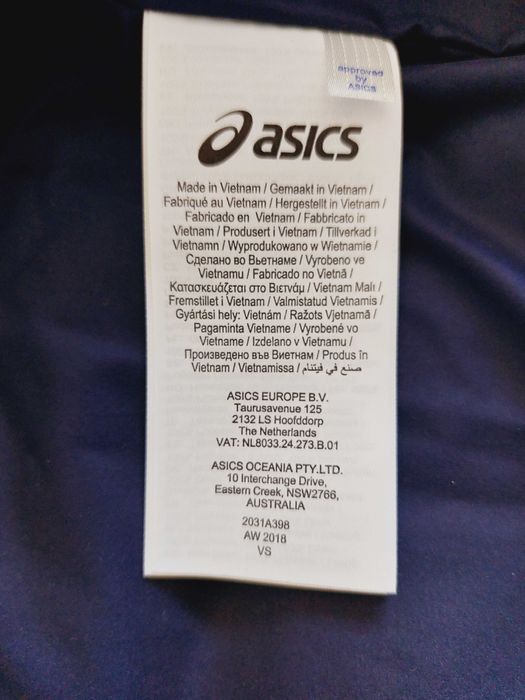 approved
by
ASICS
asics
Made in Vietnam / Gemaakt in Vietnam /
Fabriqué au Vietnam / Hergestellt in Vietnam /
Fabricado en Vietnam / Fabbricato in
Vietnam / Produsert i Vietnam / Tillverkad i
Vietnamn / Wyprodukowano w Wietnamie /
Сделано во Вьетнаме / Vyrobeno ve
Vietnamu / Fabricado no Vietnã /
Κατασκευάζεται στο Βιετνάμ / Vietnam Malı /
Fremstillet i Vietnam / Valmistatud Vietnamis /
Gyártási hely: Vietnám / Ražots Vjetnamā /
Pagaminta Vietname / Vyrobené vo
Vietname / Izdelano v Vietnamu /
Произведено във Виетнам / Produs în
Vietnam / Vietnamissa / صنع في فيتنام
ASICS EUROPE B.V.
Taurusavenue 125
2132 LS Hoofddorp
The Netherlands
VAT: NL8033.24.273.B.01
ASICS OCEANIA PTY.LTD.
10 Interchange Drive,
Eastern Creek, NSW2766,
AUSTRALIA
2031A398
AW 2018
VS